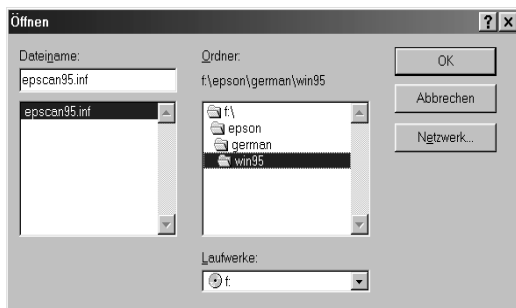 Öffnen
Dateiname:
epscan95.inf
epscan95.inf
Ordner:
f:\epson\german\win95
f:\
epson
german
win95
Laufwerke:
f:
OK
Abbrechen
Netzwerk...